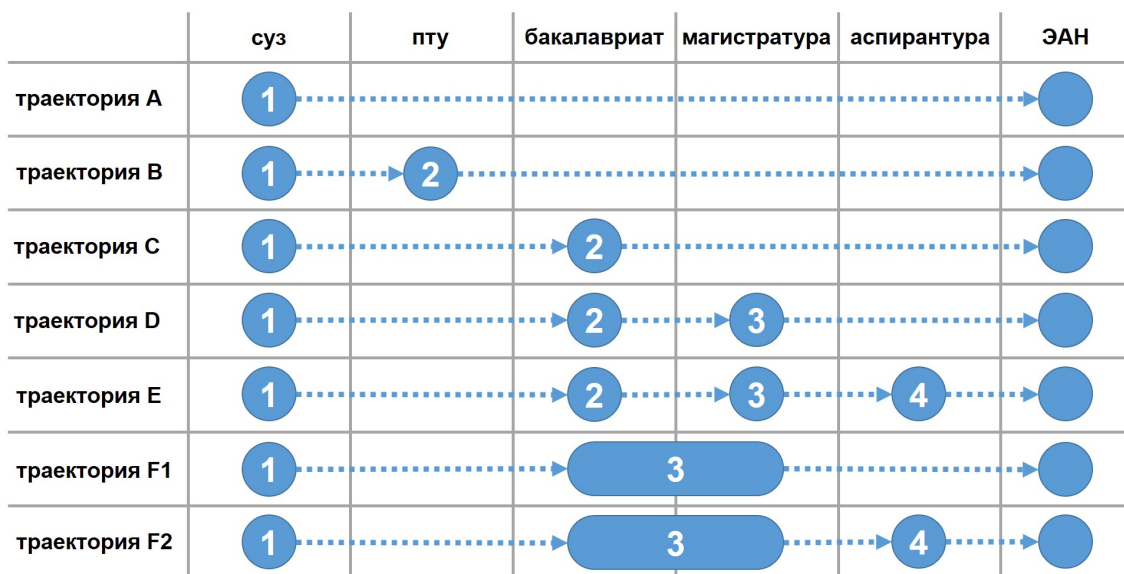 суз пту бакалавриат магистратура аспирантура ЭАН
траектория A 1
траектория B 1 2
траектория C 1 2
траектория D 1 2 3
траектория E 1 2 3 4
траектория F1 1 3
траектория F2 1 3 4